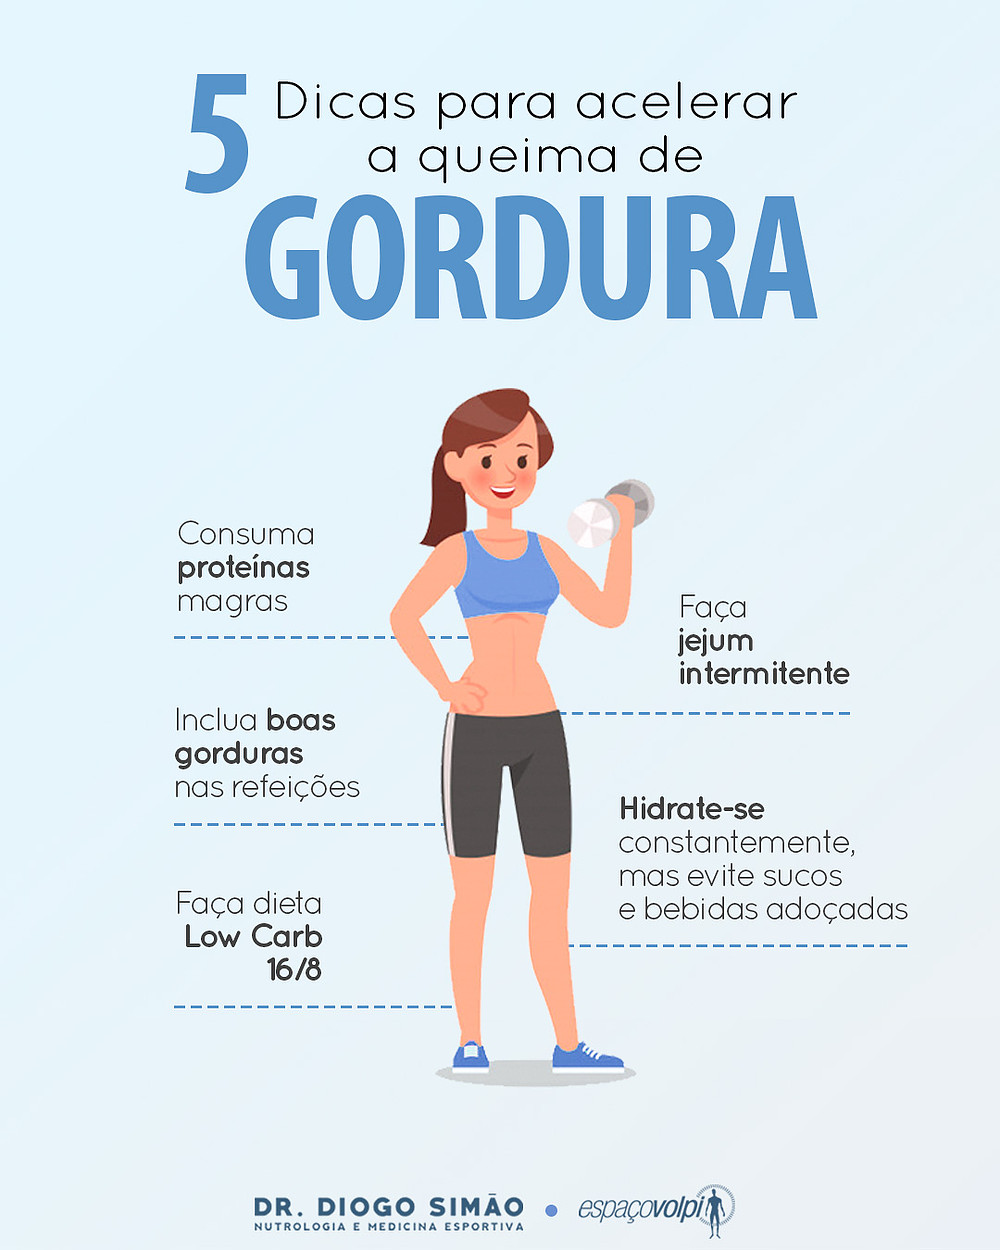 5 Dicas para acelerar
a queima de
GORDURA
Consuma
proteínas
magras
Faça
jejum
intermitente
Inclua boas
gorduras
nas refeições
Hidrate-se
constantemente,
mas evite sucos
e bebidas adoçadas
Faça dieta
Low Carb
16/8
DR. DIOGO SIMÃO
NUTROLOGIA E MEDICINA ESPORTIVA
espaçovolpi